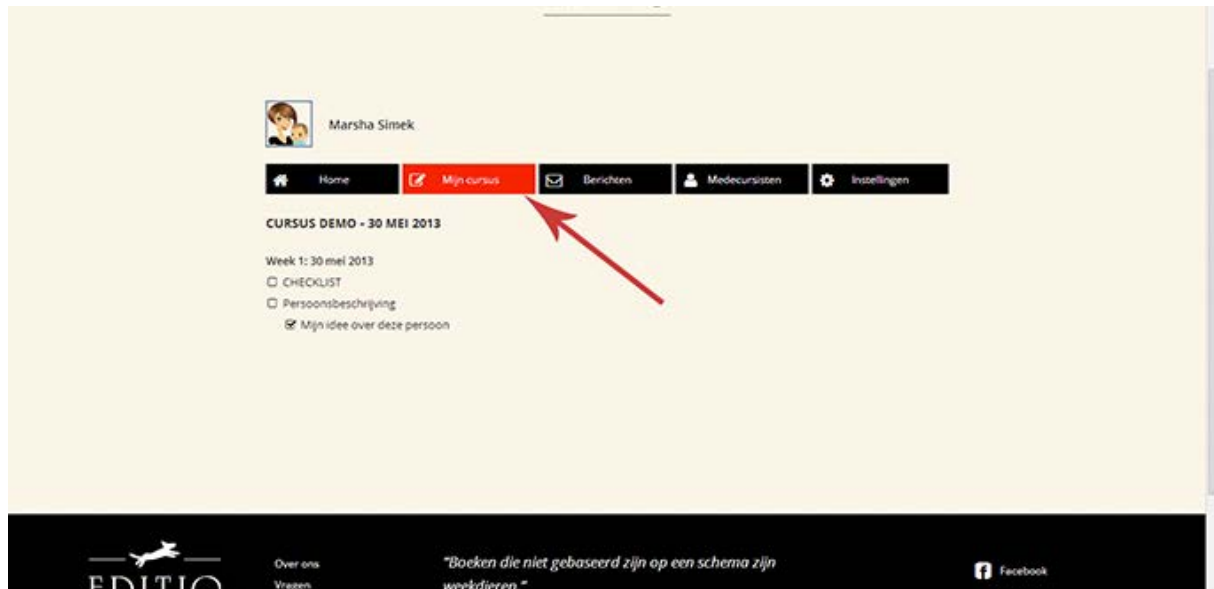 Marsha Simek
Home Mijn cursus Berichten Medecursisten Instellingen
CURSUS DEMO - 30 MEI 2013
Week 1: 30 mei 2013
CHECKLIST
Persoonsbeschrijving
Mijn idee over deze persoon
EDITIO
Over ons
Vragen
"Boeken die niet gebaseerd zijn op een schema zijn
weekdieren."
Facebook